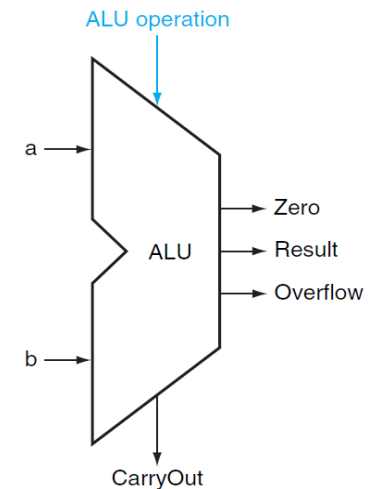 ALU operation
a
Zero
ALU
Result
Overflow
b
CarryOut